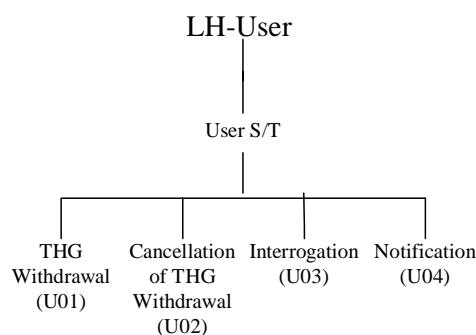 LH-User
User S/T
THG
Withdrawal
(U01)
Cancellation
of THG
Withdrawal
(U02)
Interrogation
(U03)
Notification
(U04)